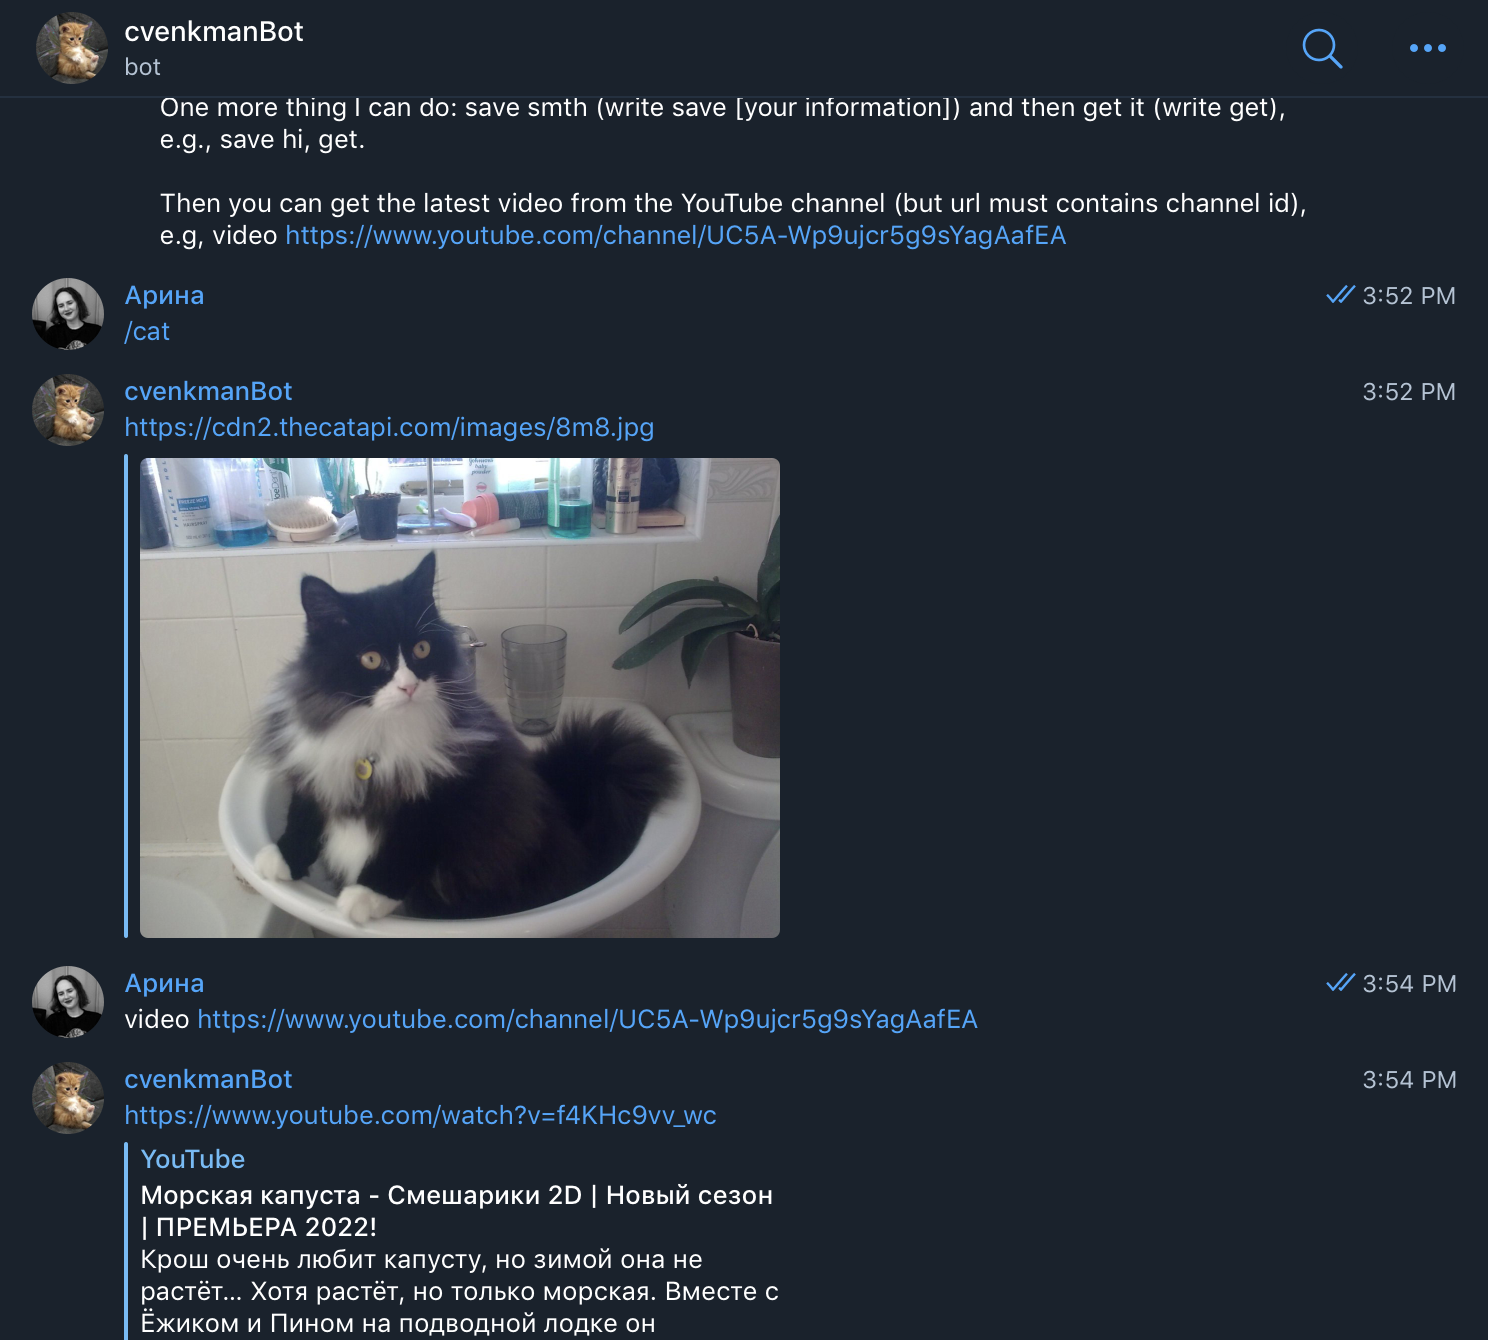 cvenkmanBot
bot
One more thing I can do: save smth (write save [your information]) and then get it (write get),
e.g., save hi, get.
Then you can get the latest video from the YouTube channel (but url must contains channel id),
e.g, video https://www.youtube.com/channel/UC5A-Wp9ujcr5g9sYagAafEA
Арина 3:52 PM
/cat
cvenkmanBot 3:52 PM
https://cdn2.thecatapi.com/images/8m8.jpg
Арина 3:54 PM
video https://www.youtube.com/channel/UC5A-Wp9ujcr5g9sYagAafEA
cvenkmanBot 3:54 PM
https://www.youtube.com/watch?v=f4KHc9vv_wc
YouTube
Морская капуста - Смешарики 2D | Новый сезон
| ПРЕМЬЕРА 2022!
Крош очень любит капусту, но зимой она не
растёт... Хотя растёт, но только морская. Вместе с
Ёжиком и Пином на подводной лодке он